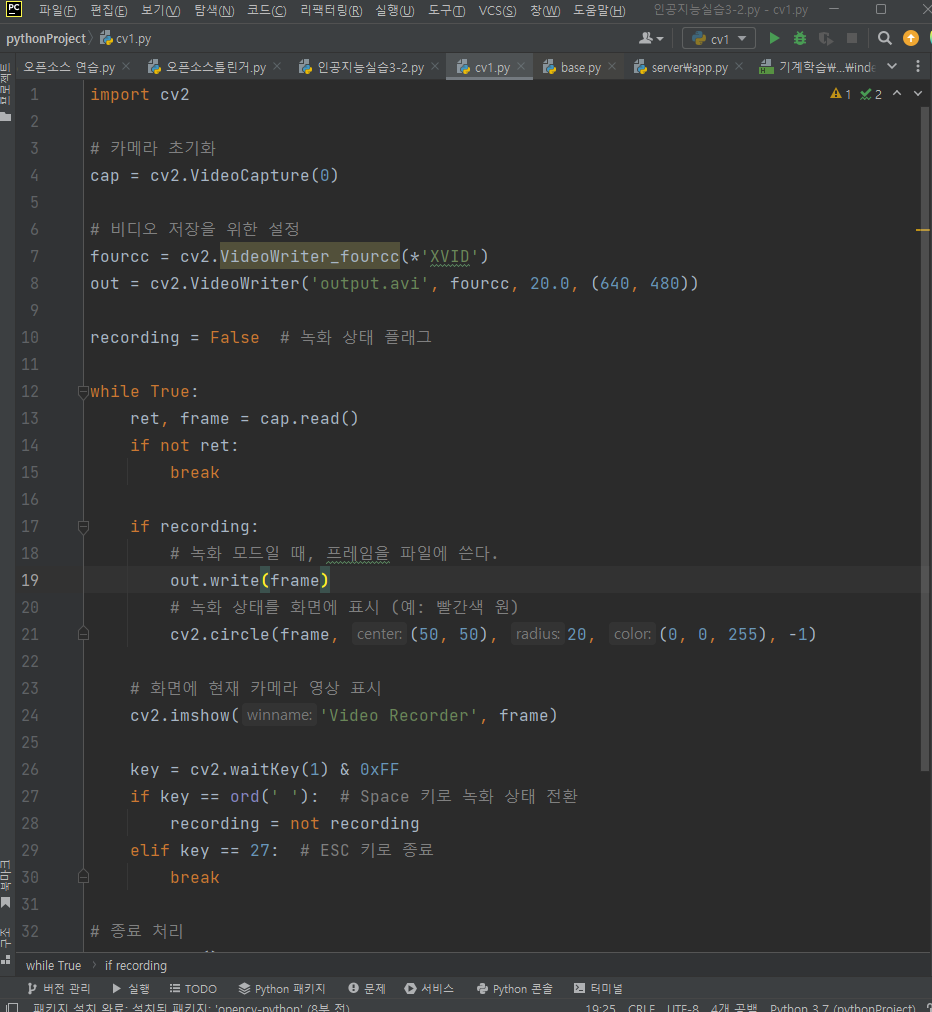 PC 파일(F) 편집(E) 보기(V) 탐색(N) 코드(C) 리팩터링(R) 실행(U) 도구(T) VCS(S) 창(W) 도움말(H) 인공지능실습3-2.py - cv1.py
pythonProject cv1.py cv1
오픈소스 연습.py 오픈소스틀린거.py 인공지능실습3-2.py cv1.py base.py server₩app.py 기계학습₩...₩inde
프로젝트
1 import cv2 1 2
2
3 # 카메라 초기화
4 cap = cv2.VideoCapture(0)
5
6 # 비디오 저장을 위한 설정
7 fourcc = cv2.VideoWriter_fourcc(*'XVID')
8 out = cv2.VideoWriter('output.avi', fourcc, 20.0, (640, 480))
9
10 recording = False # 녹화 상태 플래그
11
12 while True:
13 ret, frame = cap.read()
14 if not ret:
15 break
16
17 if recording:
18 # 녹화 모드일 때, 프레임을 파일에 쓴다.
19 out.write(frame)
20 # 녹화 상태를 화면에 표시 (예: 빨간색 원)
21 cv2.circle(frame, center: (50, 50), radius: 20, color: (0, 0, 255), -1)
22
23 # 화면에 현재 카메라 영상 표시
24 cv2.imshow( winname: 'Video Recorder', frame)
25
26 key = cv2.waitKey(1) & 0xFF
27 if key == ord(' '): # Space 키로 녹화 상태 전환
28 recording = not recording
29 elif key == 27: # ESC 키로 종료
30 break
31
32 # 종료 처리
북마크
구조
while True if recording
버전 관리 실행 TODO Python 패키지 문제 서비스 Python 콘솔 터미널
패키지 설치 완료: 설치된 패키지: 'opencv-python' (8분 전) 19:25 CRLF UTF-8 4개 공백 Python 3.7 (pythonProject)